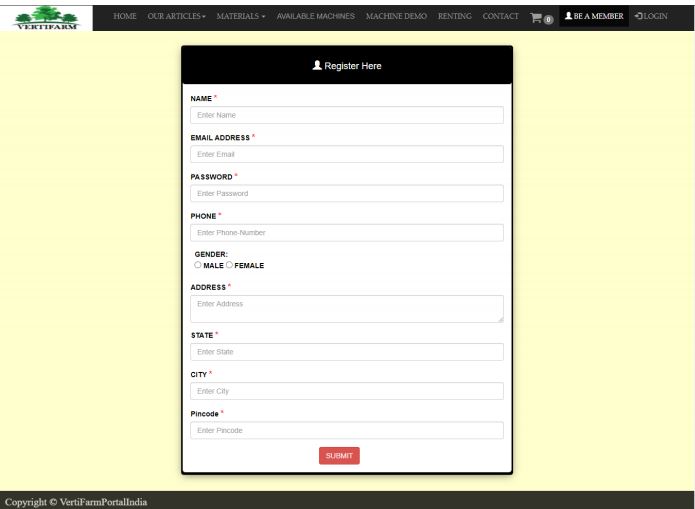 VERTIFARM
HOME OUR ARTICLES MATERIALS AVAILABLE MACHINES MACHINE DEMO RENTING CONTACT 0 BE A MEMBER LOGIN
Register Here
NAME *
Enter Name
EMAIL ADDRESS *
Enter Email
PASSWORD *
Enter Password
PHONE *
Enter Phone-Number
GENDER:
MALE FEMALE
ADDRESS *
Enter Address
STATE *
Enter State
CITY *
Enter City
Pincode *
Enter Pincode
SUBMIT
Copyright © VertiFarmPortalIndia